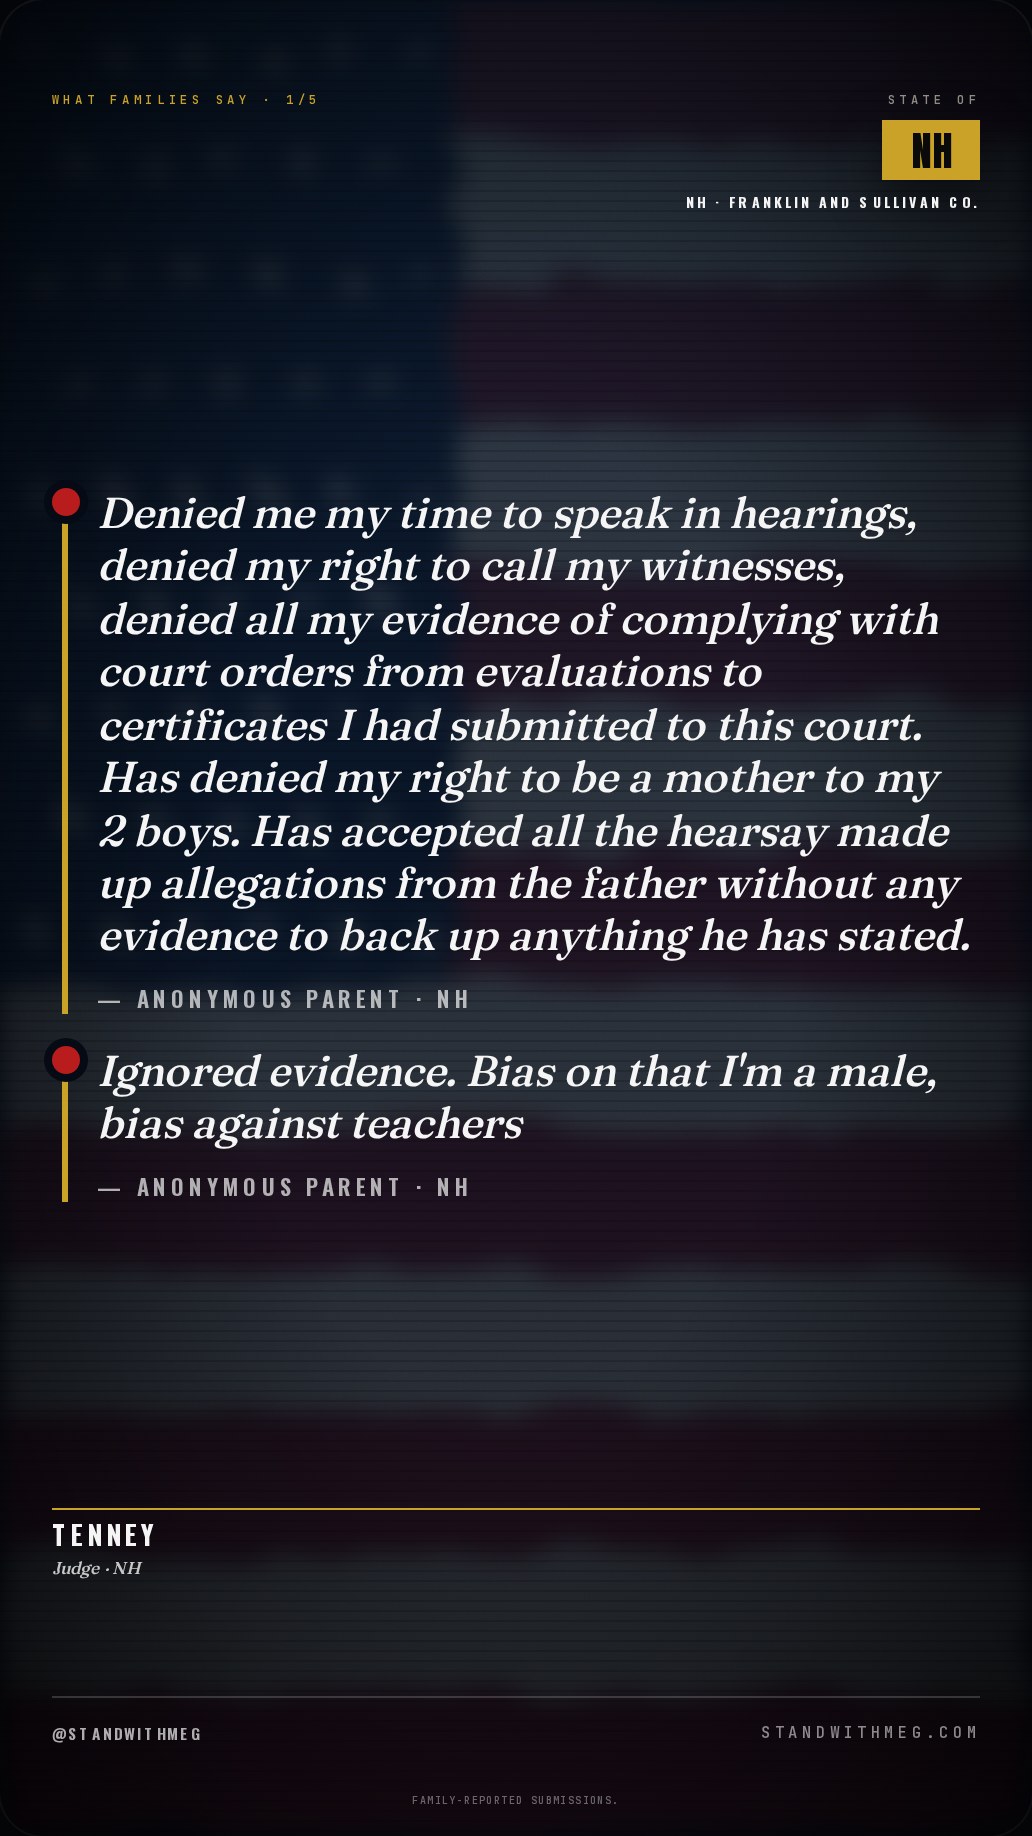 WHAT FAMILIES SAY · 1/5
STATE OF
NH
NH · FRANKLIN AND SULLIVAN CO.
Denied me my time to speak in hearings,
denied my right to call my witnesses,
denied all my evidence of complying with
court orders from evaluations to
certificates I had submitted to this court.
Has denied my right to be a mother to my
2 boys. Has accepted all the hearsay made
up allegations from the father without any
evidence to back up anything he has stated.
— ANONYMOUS PARENT · NH
Ignored evidence. Bias on that I'm a male,
bias against teachers
— ANONYMOUS PARENT · NH
TENNEY
Judge · NH
@STANDWITHMEG
STANDWITHMEG.COM
FAMILY-REPORTED SUBMISSIONS.